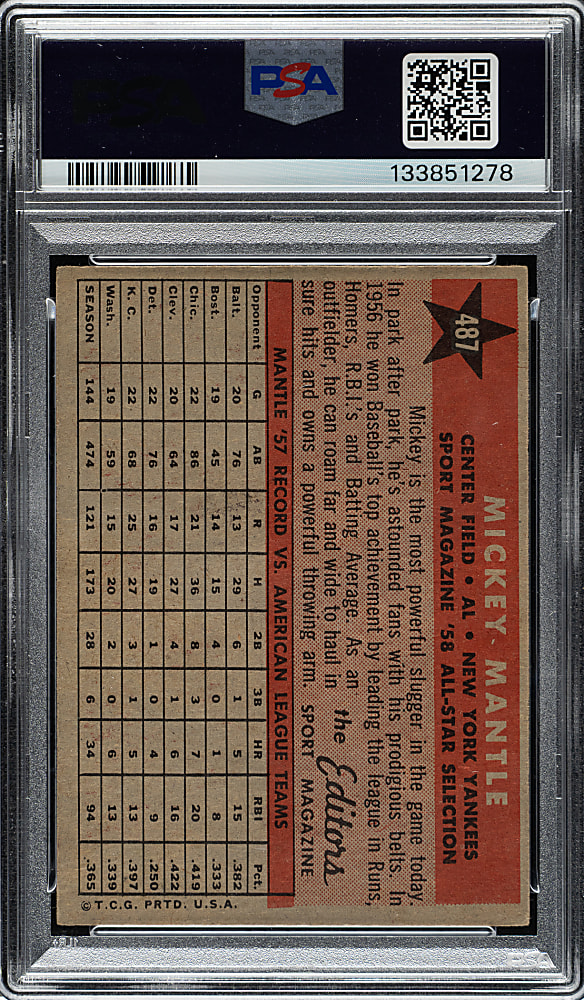 PSA
133851278
487
MICKEY MANTLE
CENTER FIELD • AL • NEW YORK YANKEES
SPORT MAGAZINE '58 ALL-STAR SELECTION
Mickey is the most powerful slugger in the game today.
In park after park, he's astounded fans with his prodigious belts. In
1956 he won Baseball's top achievement by leading the league in Runs,
Homers, R.B.I.'s and Batting Average. As an
outfielder, he can roam far and wide to haul in
sure hits and owns a powerful throwing arm.
the Editors
SPORT MAGAZINE
MANTLE '57 RECORD VS. AMERICAN LEAGUE TEAMS
Opponent G AB R H 2B 3B HR RBI Pct.
Balt. 20 76 13 29 6 1 5 15 .382
Bost. 19 45 14 15 4 0 1 8 .333
Chic. 22 86 21 36 8 3 7 20 .419
Clev. 20 64 17 27 4 1 6 16 .422
Det. 22 76 16 19 1 0 4 9 .250
K. C. 22 68 25 27 3 1 5 13 .397
Wash. 19 59 15 20 2 0 6 13 .339
SEASON 144 474 121 173 28 6 34 94 .365
© T.C.G. PRTD. U.S.A.